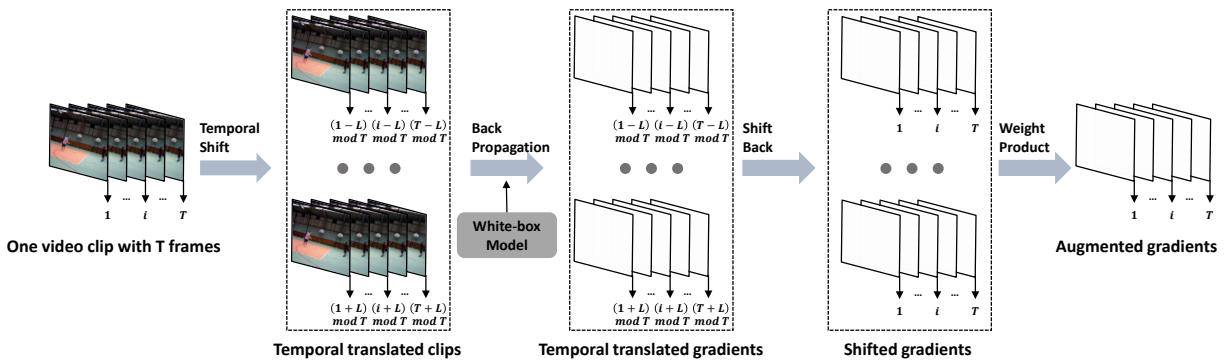 1 ... i ... T
One video clip with T frames
Temporal
Shift
... ...
(1 − L) (i − L) (T − L)
mod T mod T mod T
... ...
(1 + L) (i + L) (T + L)
mod T mod T mod T
Temporal translated clips
Back
Propagation
White-box
Model
... ...
(1 − L) (i − L) (T − L)
mod T mod T mod T
... ...
(1 + L) (i + L) (T + L)
mod T mod T mod T
Temporal translated gradients
Shift
Back
... ...
1 i T
... ...
1 i T
Shifted gradients
Weight
Product
... ...
1 i T
Augmented gradients